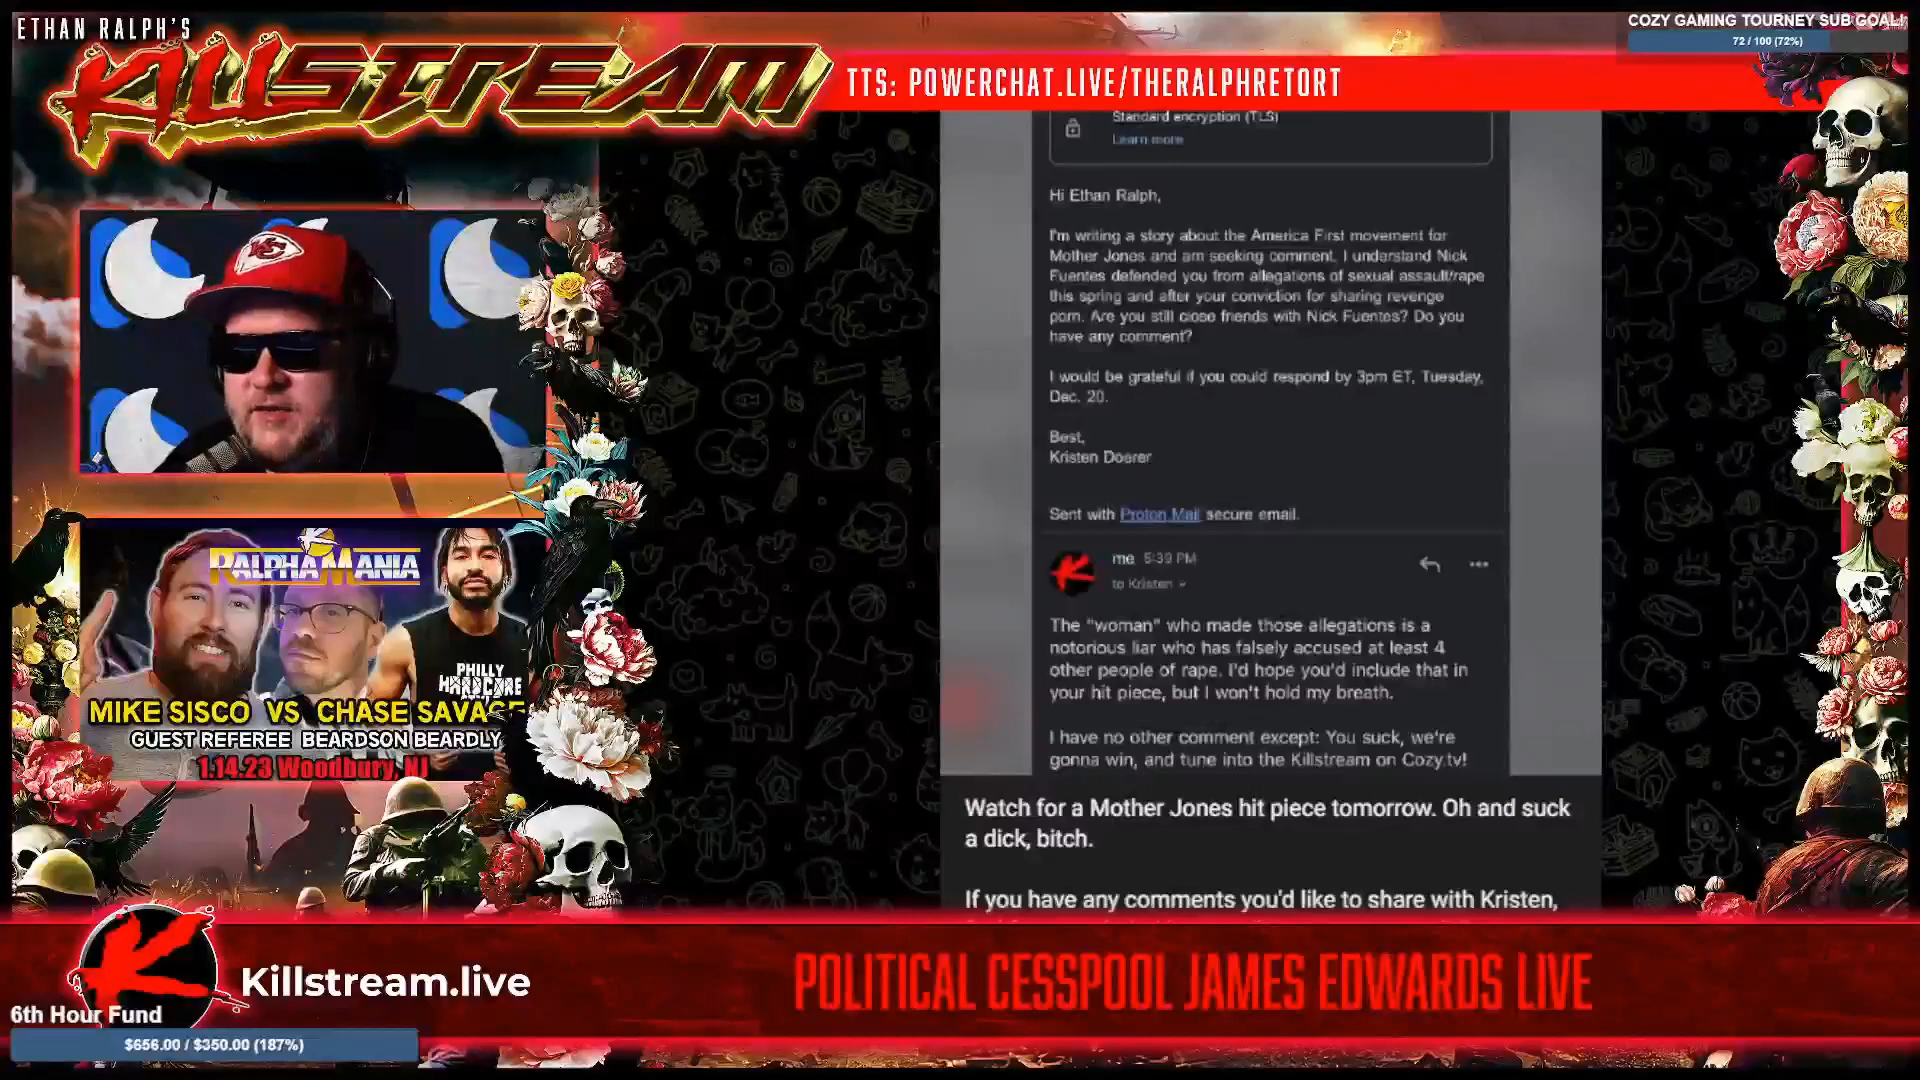 ETHAN RALPH'S
KILLSTREAM
COZY GAMING TOURNEY SUB GOAL!
72 / 100 (72%)
TTS: POWERCHAT.LIVE/THERALPHRETORT
Standard encryption (TLS)
Learn more
Hi Ethan Ralph,
I'm writing a story about the America First movement for
Mother Jones and am seeking comment. I understand Nick
Fuentes defended you from allegations of sexual assault/rape
this spring and after your conviction for sharing revenge
porn. Are you still close friends with Nick Fuentes? Do you
have any comment?
I would be grateful if you could respond by 3pm ET, Tuesday,
Dec. 20.
Best,
Kristen Doerer
Sent with Proton Mail secure email.
me 5:39 PM
to Kristen
The "woman" who made those allegations is a
notorious liar who has falsely accused at least 4
other people of rape. I'd hope you'd include that in
your hit piece, but I won't hold my breath.
I have no other comment except: You suck, we're
gonna win, and tune into the Killstream on Cozy.tv!
Watch for a Mother Jones hit piece tomorrow. Oh and suck
a dick, bitch.
If you have any comments you'd like to share with Kristen,
KC
RALPHAMANIA
PHILLY
HARDCORE
MIKE SISCO VS CHASE SAVAGE
GUEST REFEREE BEARDSON BEARDLY
1.14.23 Woodbury, NJ
K
Killstream.live
6th Hour Fund
$656.00 / $350.00 (187%)
POLITICAL CESSPOOL JAMES EDWARDS LIVE